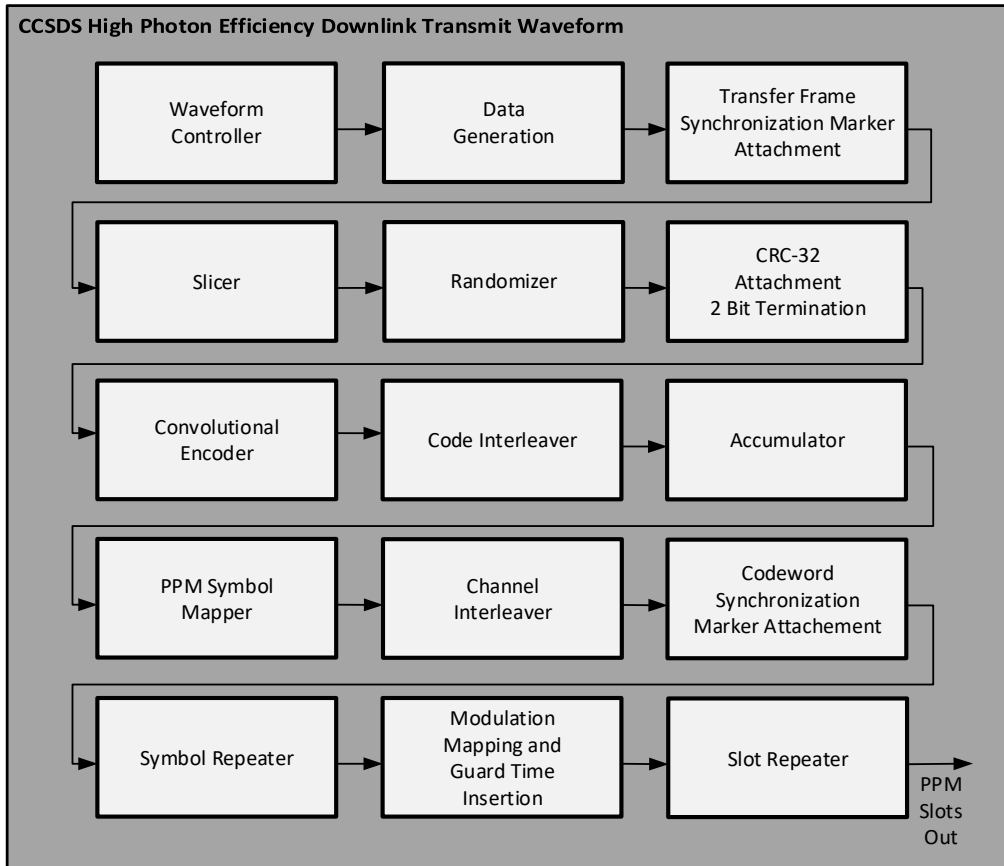 CCSDS High Photon Efficiency Downlink Transmit Waveform
Waveform
Controller
Data
Generation
Transfer Frame
Synchronization Marker
Attachment
Slicer
Randomizer
CRC-32
Attachment
2 Bit Termination
Convolutional
Encoder
Code Interleaver
Accumulator
PPM Symbol
Mapper
Channel
Interleaver
Codeword
Synchronization
Marker Attachement
Symbol Repeater
Modulation
Mapping and
Guard Time
Insertion
Slot Repeater
PPM
Slots
Out